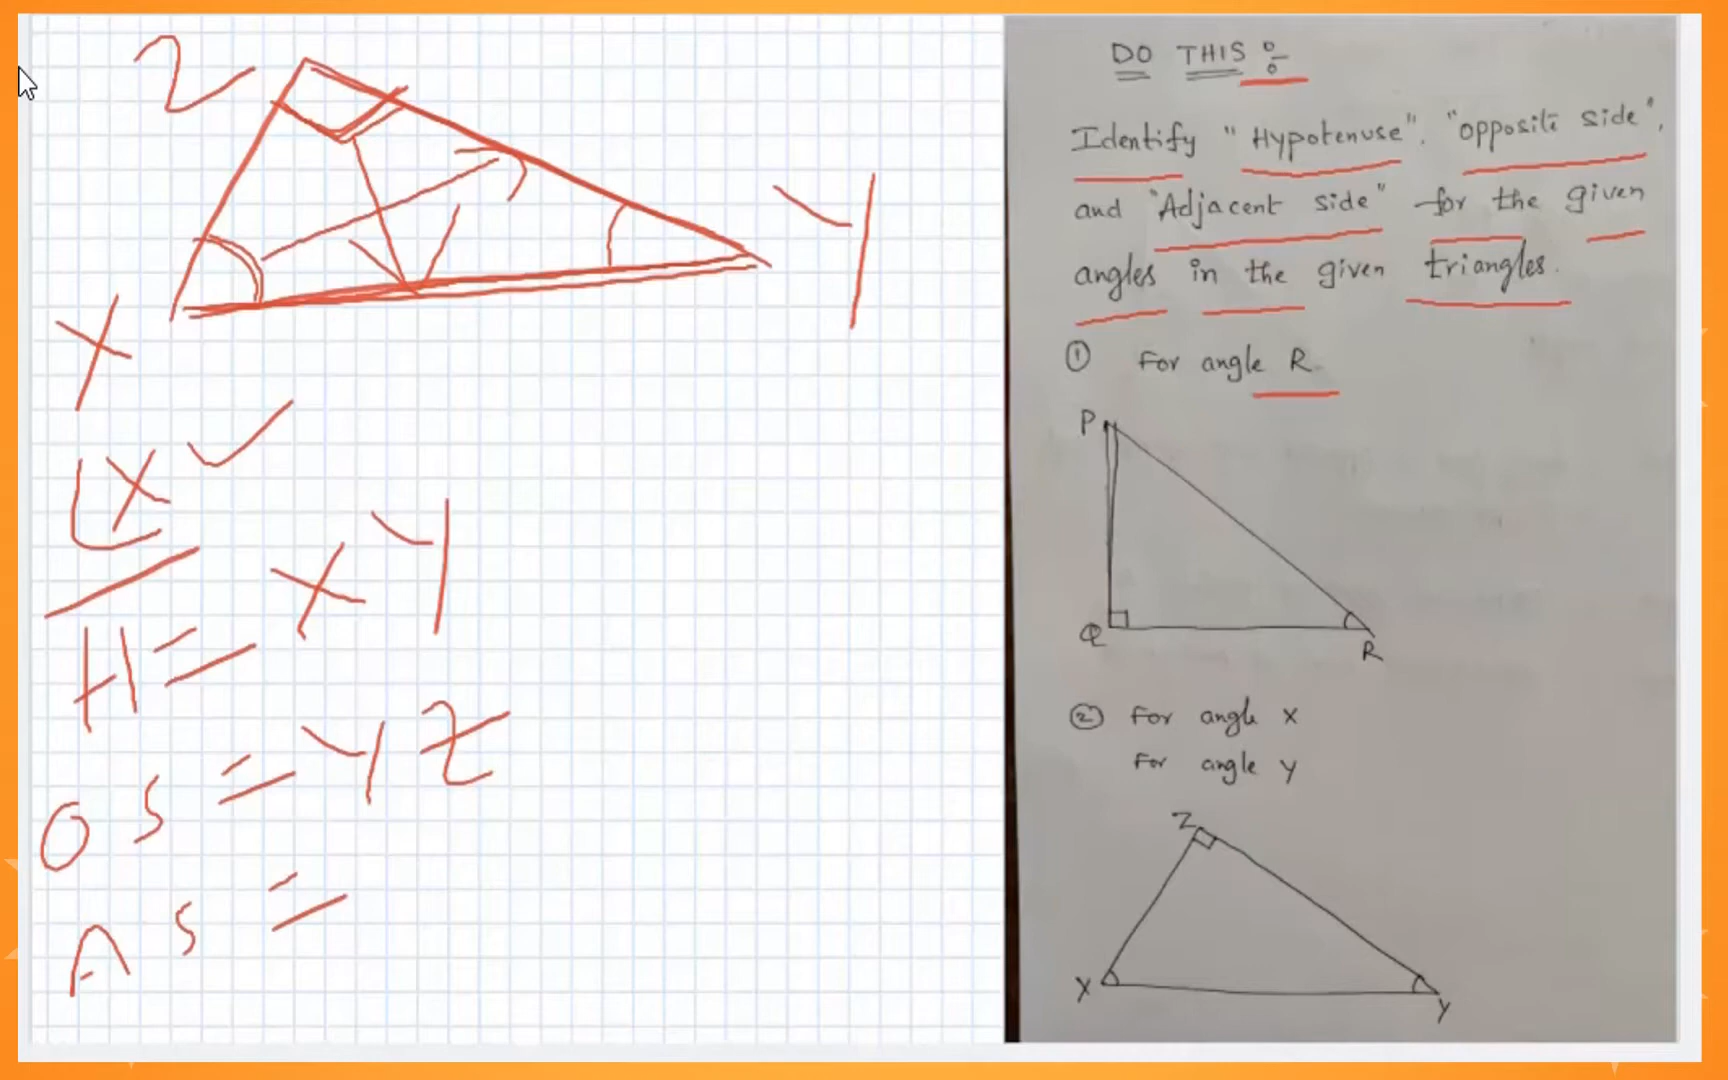 Z
Y
X
∠X ✓
H = XY
OS = YZ
AS =
DO THIS :-
Identify "Hypotenuse", "opposite side",
and "Adjacent side" for the given
angles in the given triangles.
① For angle R
P
Q
R
② For angle X
For angle y
Z
X
y